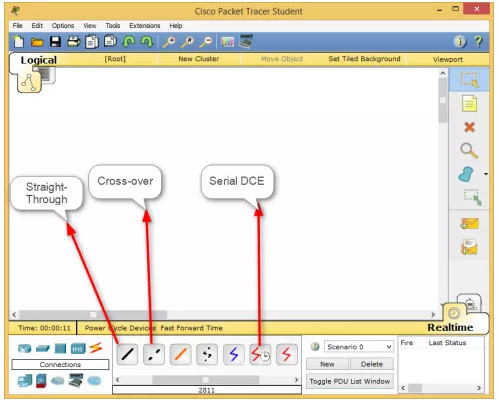 Cisco Packet Tracer Student
File Edit Options View Tools Extensions Help
Logical [Root] New Cluster Move Object Set Tiled Background Viewport
Straight-
Through
Cross-over
Serial DCE
Time: 00:00:11 Power Cycle Devices Fast Forward Time Realtime
Connections
2811
Scenario 0
New Delete
Toggle PDU List Window
Fire Last Status